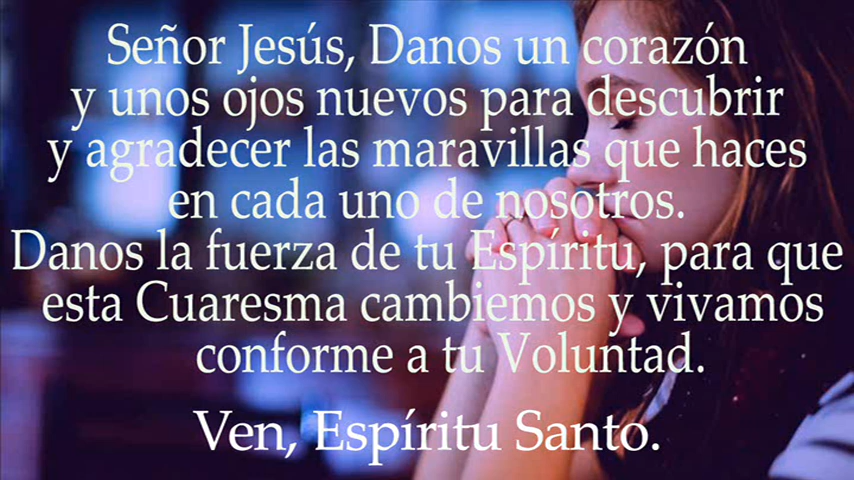 Señor Jesús, Danos un corazón
y unos ojos nuevos para descubrir
y agradecer las maravillas que haces
en cada uno de nosotros.
Danos la fuerza de tu Espíritu, para que
esta Cuaresma cambiemos y vivamos
conforme a tu Voluntad.
Ven, Espíritu Santo.